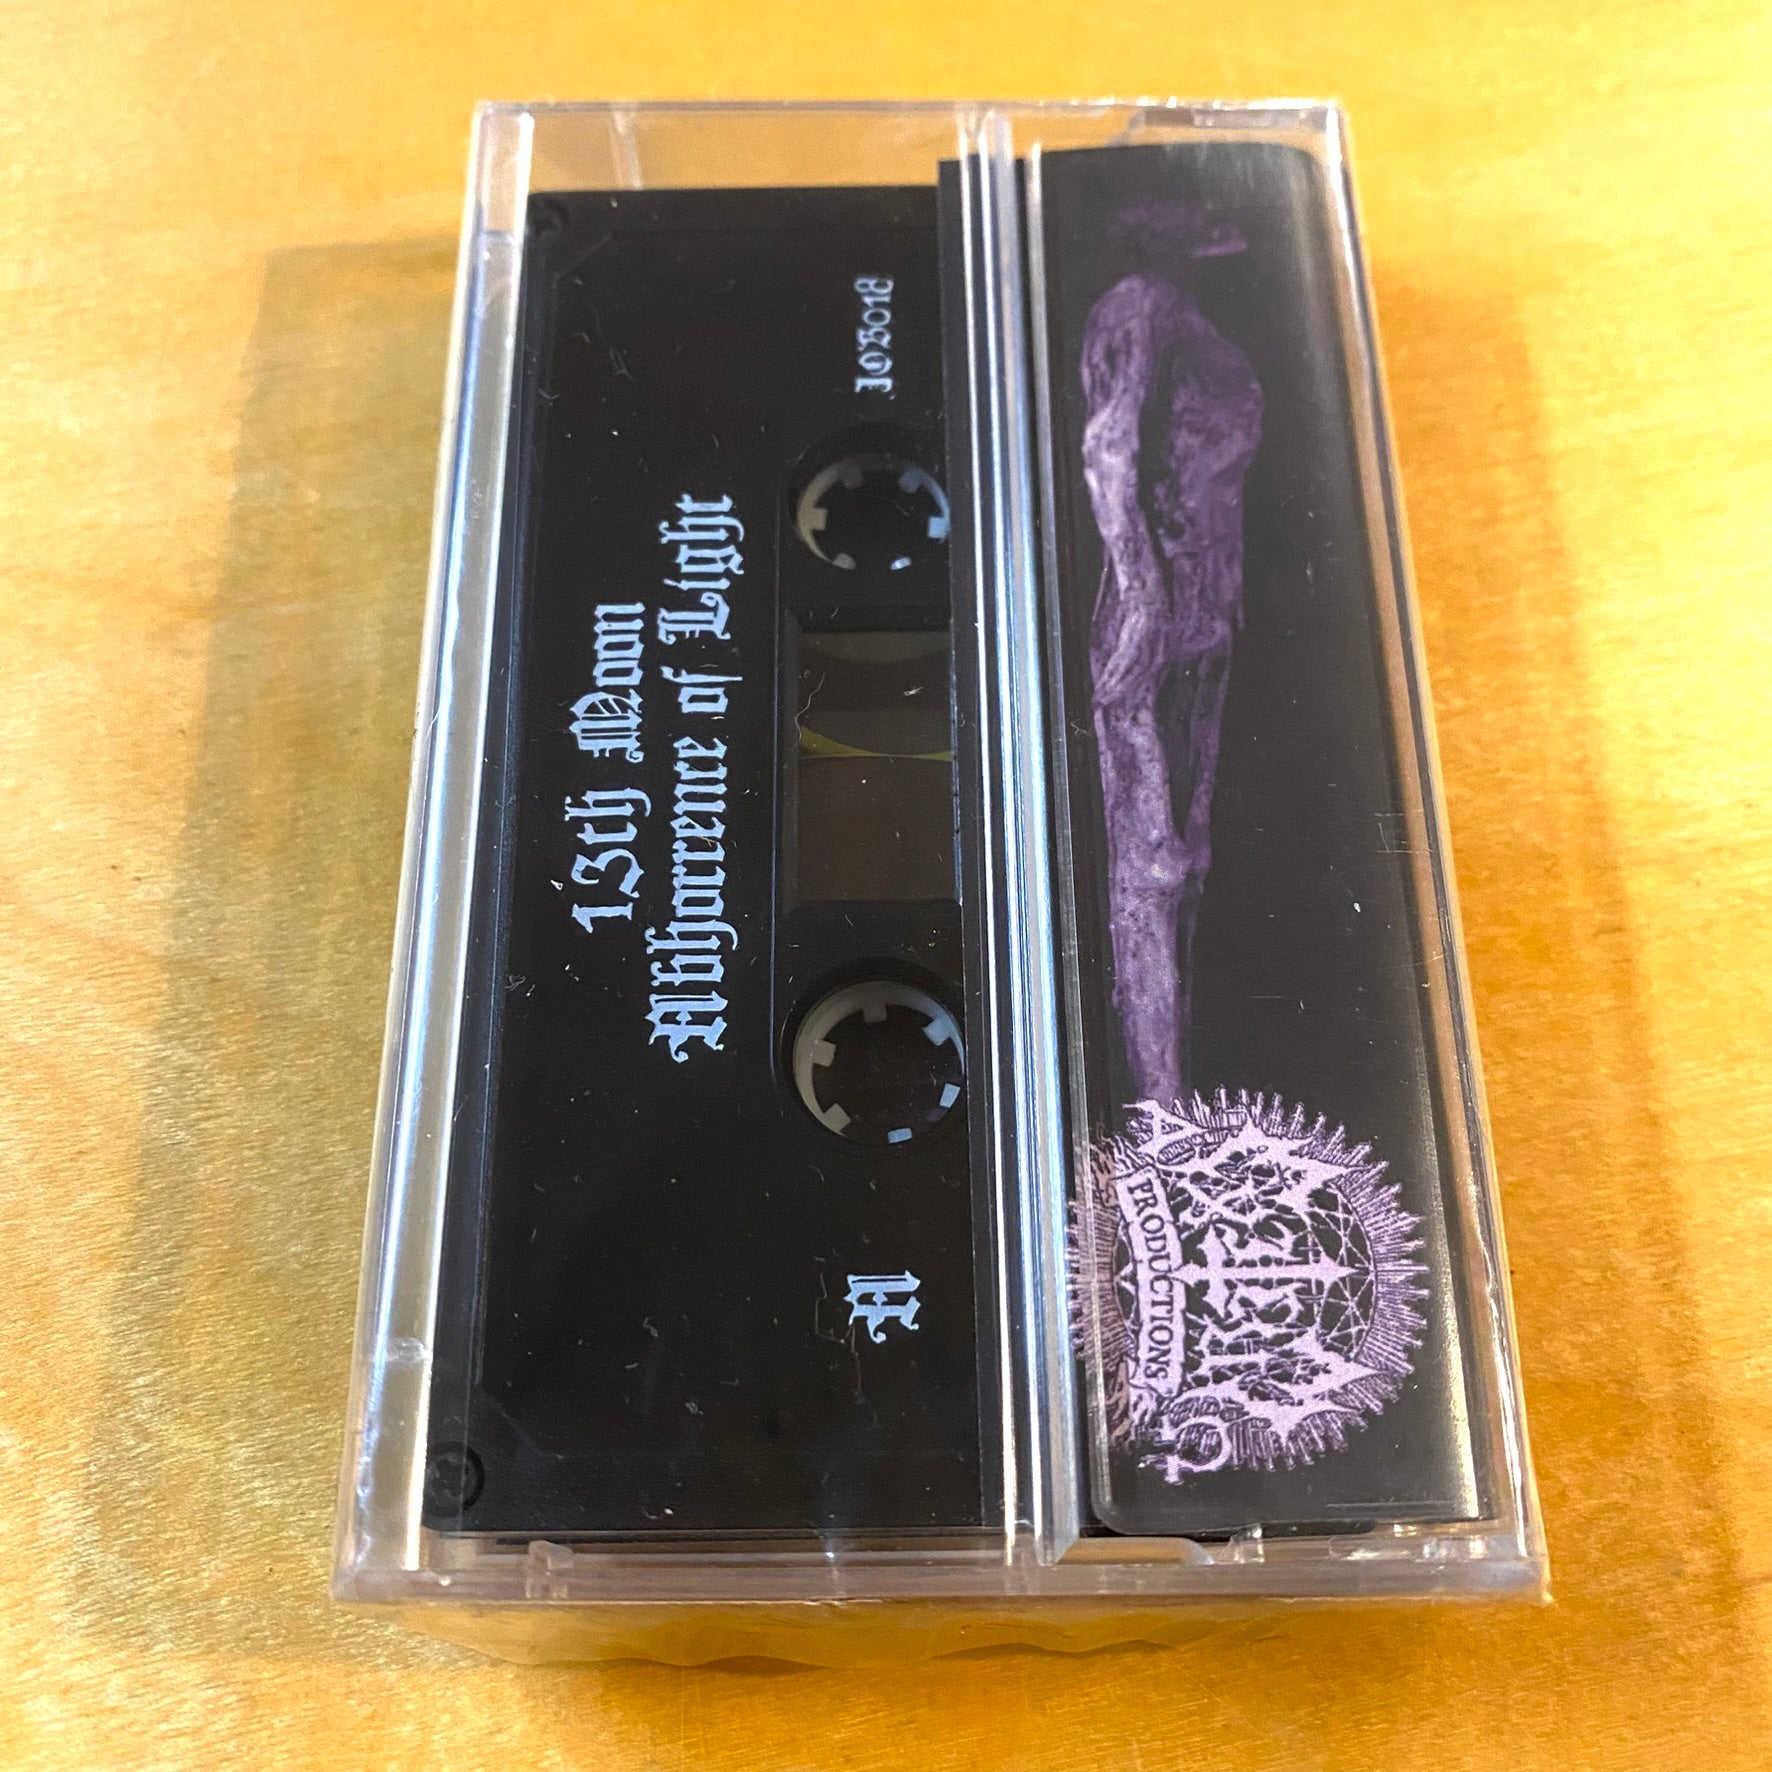 13th Moon
Abhorrence of Light
IOB018
A
PRODUCTIONS